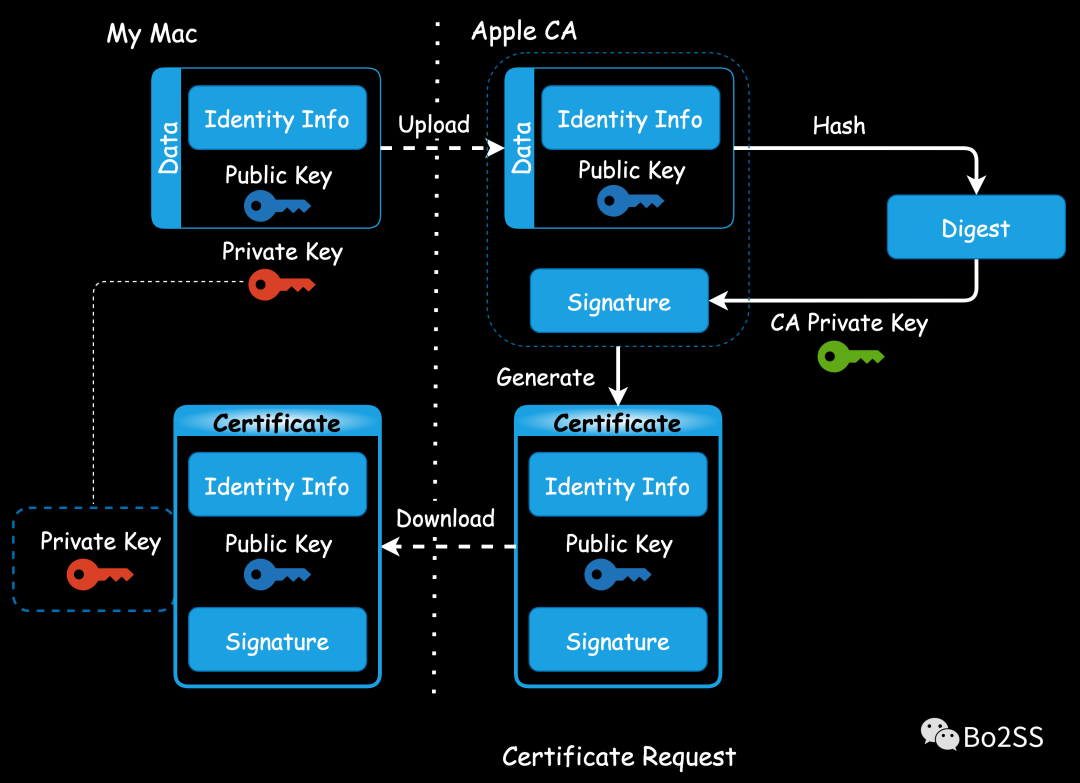 My Mac
Apple CA
Data
Identity Info
Public Key
Upload
Data
Identity Info
Public Key
Hash
Digest
Private Key
Signature
CA Private Key
Generate
Certificate
Identity Info
Public Key
Signature
Private Key
Download
Certificate
Identity Info
Public Key
Signature
Bo2SS
Certificate Request